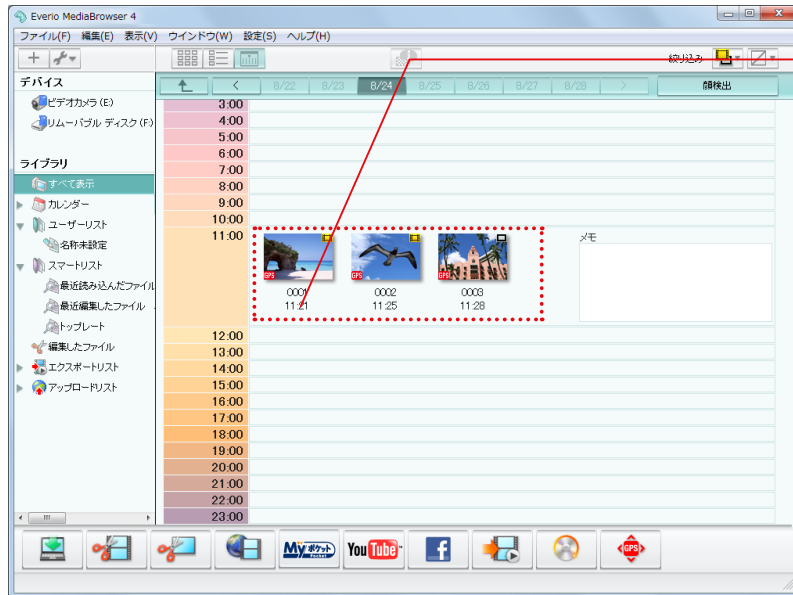 Everio MediaBrowser 4
ファイル(F) 編集(E) 表示(V) ウインドウ(W) 設定(S) ヘルプ(H)
絞り込み
デバイス
ビデオカメラ (E:)
リムーバブル ディスク (F:)
ライブラリ
すべて表示
カレンダー
ユーザーリスト
名称未設定
スマートリスト
最近読み込んだファイル
最近編集したファイル
トップレート
編集したファイル
エクスポートリスト
アップロードリスト
< 8/22 8/23 8/24 8/25 8/26 8/27 8/28 > 顔検出
3:00
4:00
5:00
6:00
7:00
8:00
9:00
10:00
11:00
GPS GPS GPS
0001 0002 0003
11:21 11:25 11:28
メモ
12:00
13:00
14:00
15:00
16:00
17:00
18:00
19:00
20:00
21:00
22:00
23:00
Myポケット Pocket YouTube f GPS